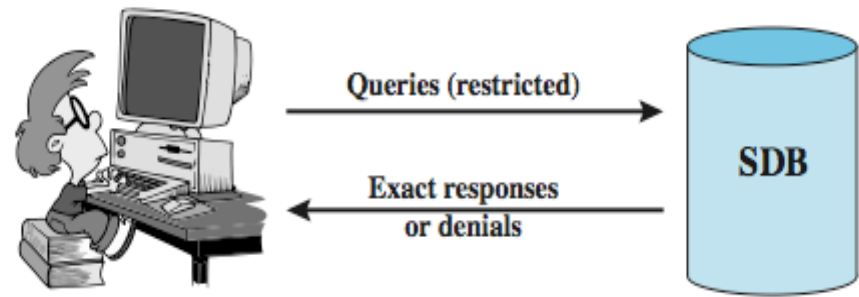 Queries (restricted)
SDB
Exact responses
or denials